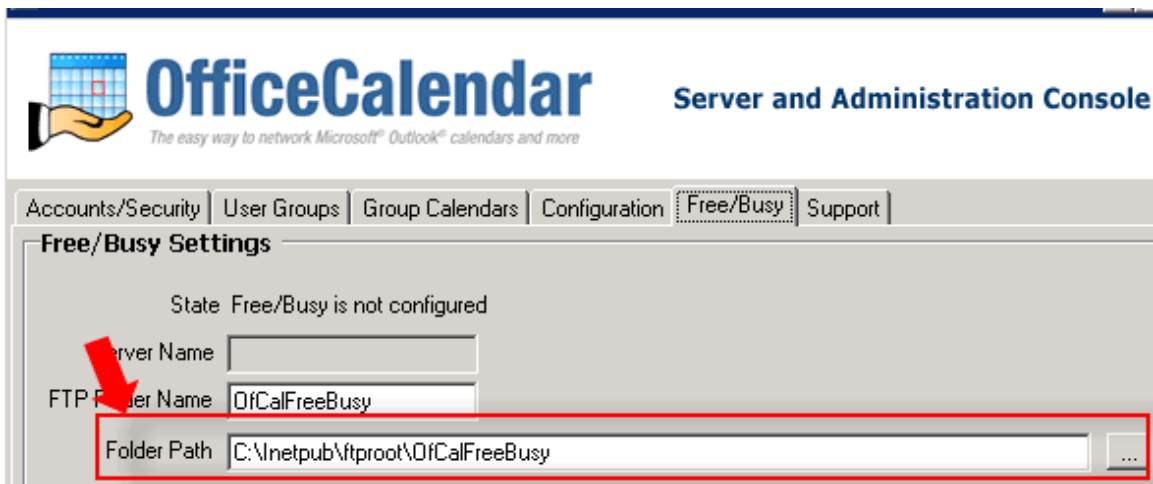 OfficeCalendar
The easy way to network Microsoft® Outlook® calendars and more
Server and Administration Console
Accounts/Security User Groups Group Calendars Configuration Free/Busy Support
Free/Busy Settings
State Free/Busy is not configured
Name
FTP Name OfCalFreeBusy
Folder Path C:\Inetpub\ftproot\OfCalFreeBusy ...